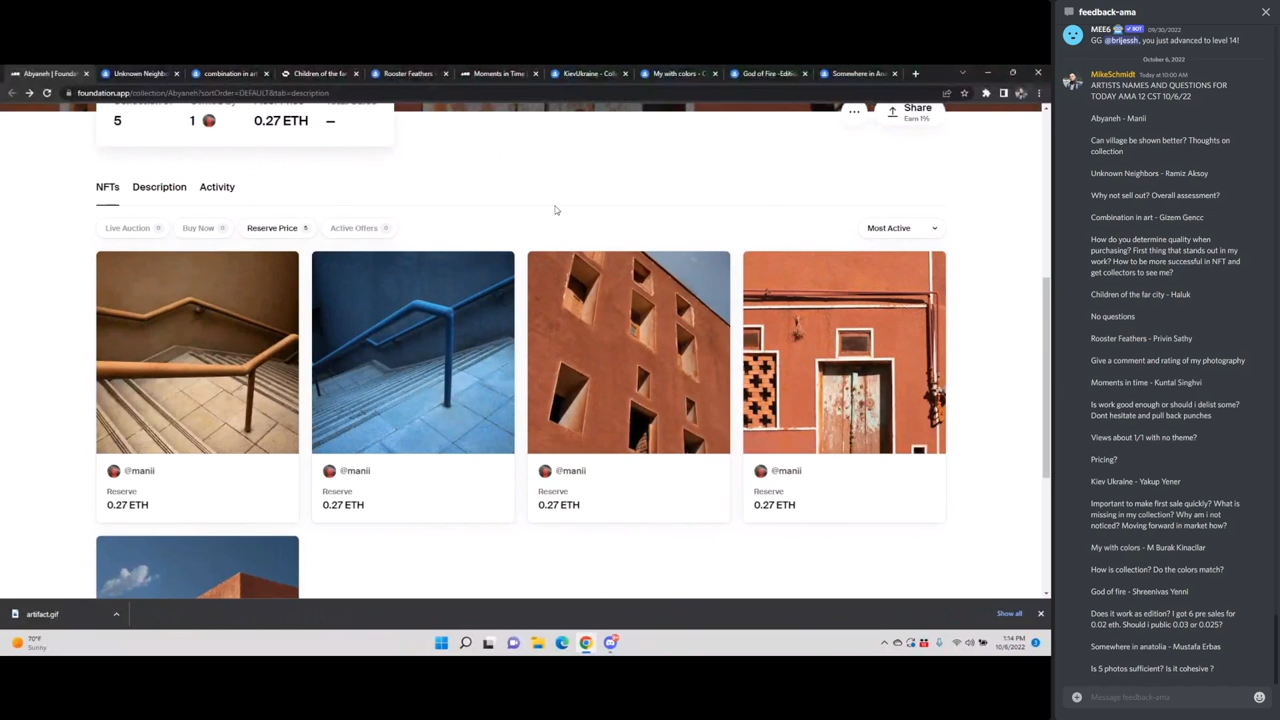 Abyaneh | Founda
Unknown Neighb
combination in ar
Children of the far
Rooster Feathers -
Moments in Time |
KievUkraine - Colle
My with colors - C
God of Fire -Editio
Somewhere in Ana
foundation.app/collection/Abyaneh?sortOrder=DEFAULT&tab=description
5
1
0.27 ETH
—
Share
Earn 1%
NFTs
Description
Activity
Live Auction 0
Buy Now 0
Reserve Price 5
Active Offers 0
Most Active
@manii
@manii
@manii
@manii
Reserve
Reserve
Reserve
Reserve
0.27 ETH
0.27 ETH
0.27 ETH
0.27 ETH
artifact.gif
Show all
70°F
Sunny
1:14 PM
10/6/2022
feedback-ama
MEE6 BOT 09/30/2022
GG @brijessh, you just advanced to level 14!
October 6, 2022
MikeSchmidt Today at 10:00 AM
ARTISTS NAMES AND QUESTIONS FOR
TODAY AMA 12 CST 10/6/22
Abyaneh - Manii
Can village be shown better? Thoughts on
collection
Unknown Neighbors - Ramiz Aksoy
Why not sell out? Overall assessment?
Combination in art - Gizem Gencc
How do you determine quality when
purchasing? First thing that stands out in my
work? How to be more successful in NFT and
get collectors to see me?
Children of the far city - Haluk
No questions
Rooster Feathers - Privin Sathy
Give a comment and rating of my photography
Moments in time - Kuntal Singhvi
Is work good enough or should i delist some?
Dont hesitate and pull back punches
Views about 1/1 with no theme?
Pricing?
Kiev Ukraine - Yakup Yener
Important to make first sale quickly? What is
missing in my collection? Why am i not
noticed? Moving forward in market how?
My with colors - M Burak Kinacilar
How is collection? Do the colors match?
God of fire - Shreenivas Yenni
Does it work as edition? I got 6 pre sales for
0.02 eth. Should i public 0.03 or 0.025?
Somewhere in anatolia - Mustafa Erbas
Is 5 photos sufficient? Is it cohesive ?
Message feedback-ama